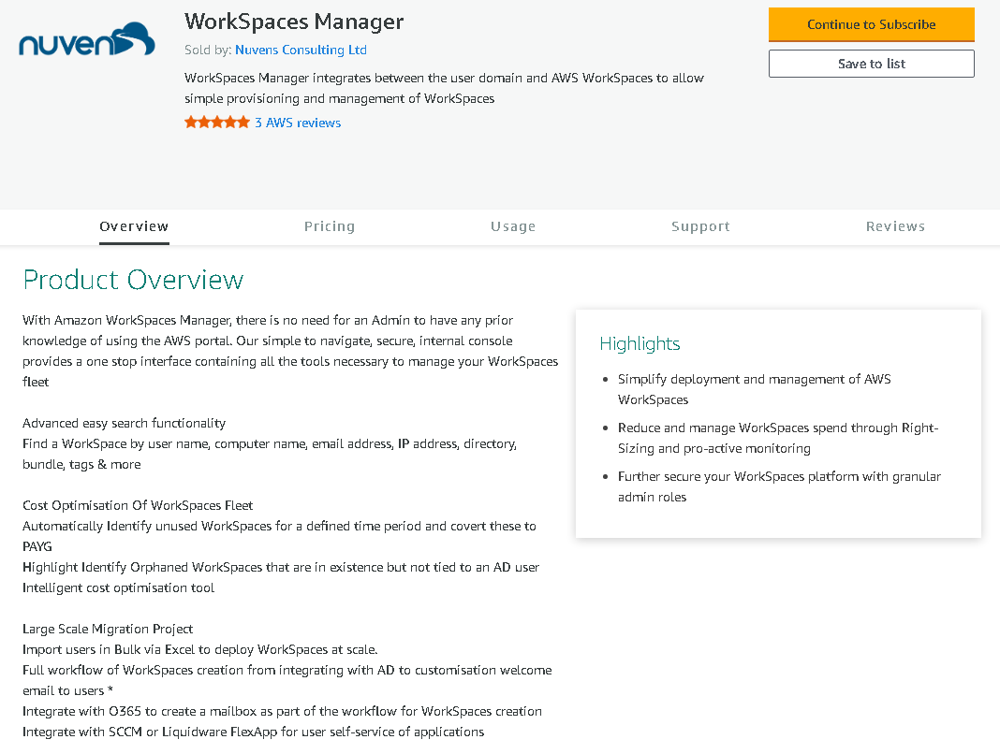 nuvens
WorkSpaces Manager
Sold by: Nuvens Consulting Ltd
WorkSpaces Manager integrates between the user domain and AWS WorkSpaces to allow
simple provisioning and management of WorkSpaces
3 AWS reviews
Continue to Subscribe
Save to list
Overview
Pricing
Usage
Support
Reviews
Product Overview
With Amazon WorkSpaces Manager, there is no need for an Admin to have any prior
knowledge of using the AWS portal. Our simple to navigate, secure, internal console
provides a one stop interface containing all the tools necessary to manage your WorkSpaces
fleet
Advanced easy search functionality
Find a WorkSpace by user name, computer name, email address, IP address, directory,
bundle, tags & more
Cost Optimisation Of WorkSpaces Fleet
Automatically Identify unused WorkSpaces for a defined time period and covert these to
PAYG
Highlight Identify Orphaned WorkSpaces that are in existence but not tied to an AD user
Intelligent cost optimisation tool
Large Scale Migration Project
Import users in Bulk via Excel to deploy WorkSpaces at scale.
Full workflow of WorkSpaces creation from integrating with AD to customisation welcome
email to users *
Integrate with O365 to create a mailbox as part of the workflow for WorkSpaces creation
Integrate with SCCM or Liquidware FlexApp for user self-service of applications
Highlights
• Simplify deployment and management of AWS
WorkSpaces
• Reduce and manage WorkSpaces spend through Right-
Sizing and pro-active monitoring
• Further secure your WorkSpaces platform with granular
admin roles